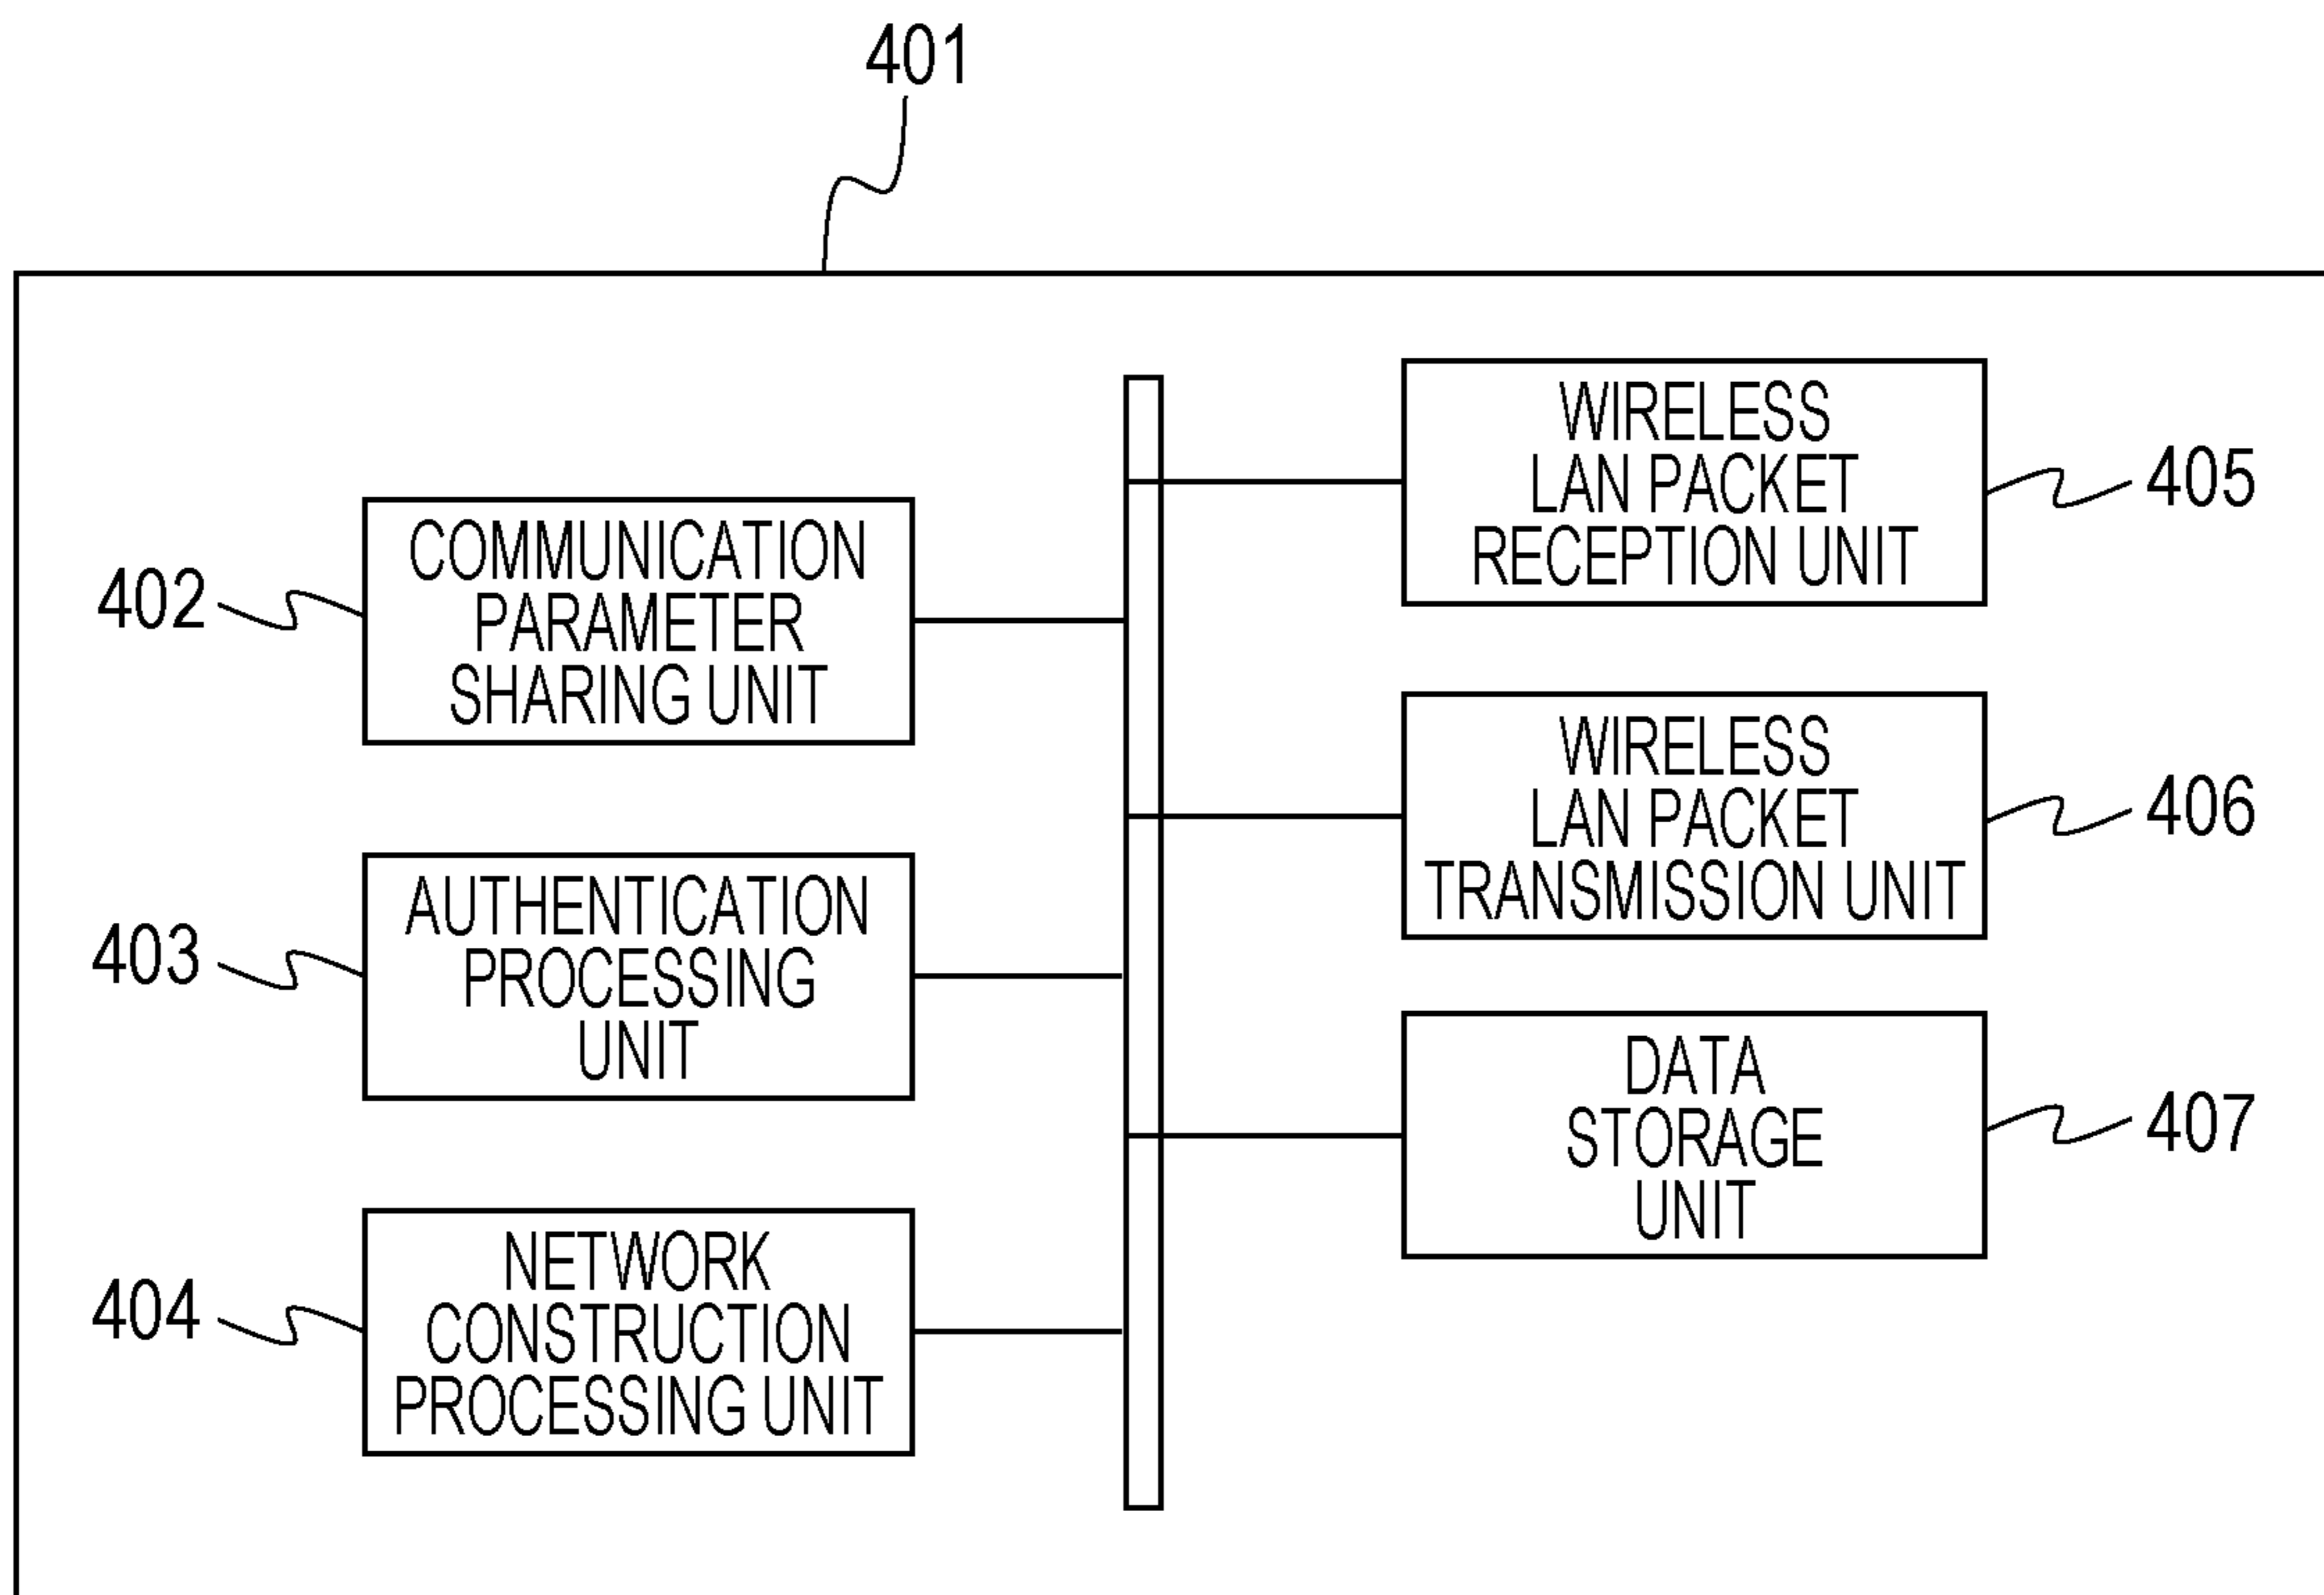 401
402
COMMUNICATION
PARAMETER
SHARING UNIT
403
AUTHENTICATION
PROCESSING
UNIT
404
NETWORK
CONSTRUCTION
PROCESSING UNIT
WIRELESS
LAN PACKET
RECEPTION UNIT
405
WIRELESS
LAN PACKET
TRANSMISSION UNIT
406
DATA
STORAGE
UNIT
407